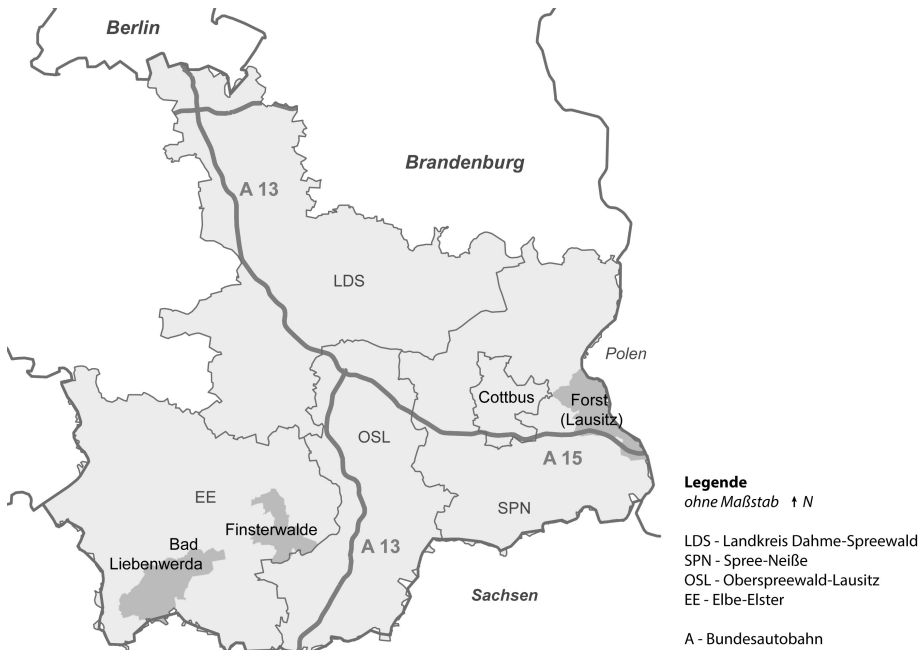 Berlin
Brandenburg
A 13
LDS
Polen
Cottbus
Forst
(Lausitz)
OSL
A 15
EE
SPN
Finsterwalde
Bad
Liebenwerda
A 13
Sachsen
Legende
ohne Maßstab N
LDS - Landkreis Dahme-Spreewald
SPN - Spree-Neiße
OSL - Oberspreewald-Lausitz
EE - Elbe-Elster
A - Bundesautobahn